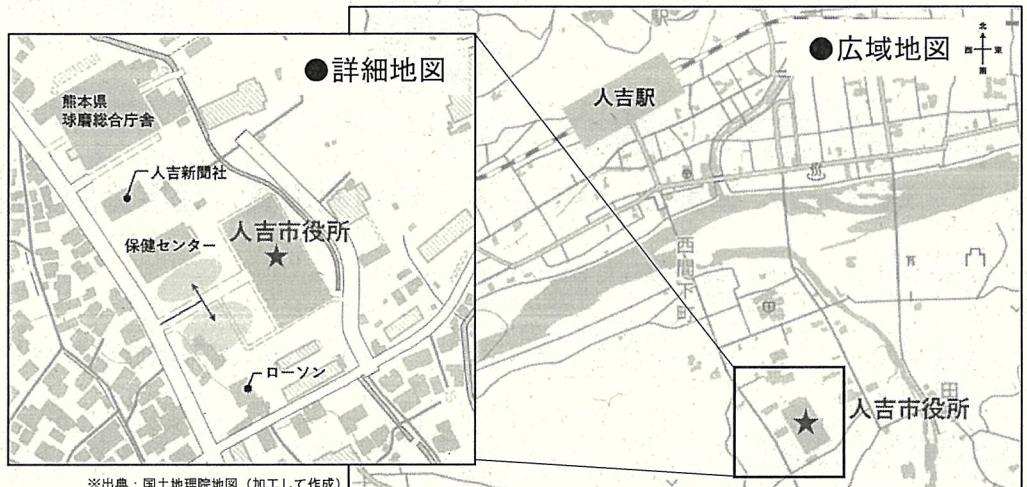 ●詳細地図
熊本県
球磨総合庁舎
人吉新聞社
保健センター
人吉市役所
ローソン
※出典：国土地理院地図（加工して作成）
●広域地図
北
西 東
南
駅
人吉駅
西間下町
田
人吉市役所